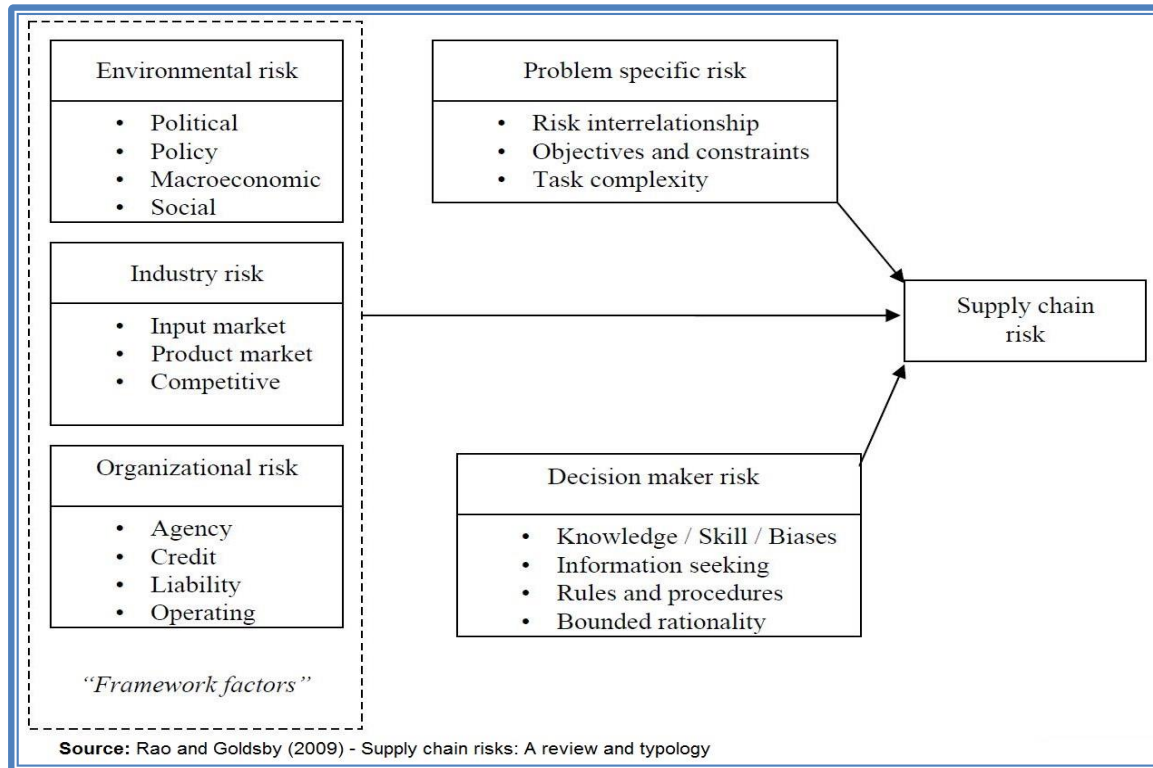 Environmental risk
• Political
• Policy
• Macroeconomic
• Social
Industry risk
• Input market
• Product market
• Competitive
Organizational risk
• Agency
• Credit
• Liability
• Operating
“Framework factors”
Problem specific risk
• Risk interrelationship
• Objectives and constraints
• Task complexity
Decision maker risk
• Knowledge / Skill / Biases
• Information seeking
• Rules and procedures
• Bounded rationality
Supply chain
risk
Source: Rao and Goldsby (2009) - Supply chain risks: A review and typology